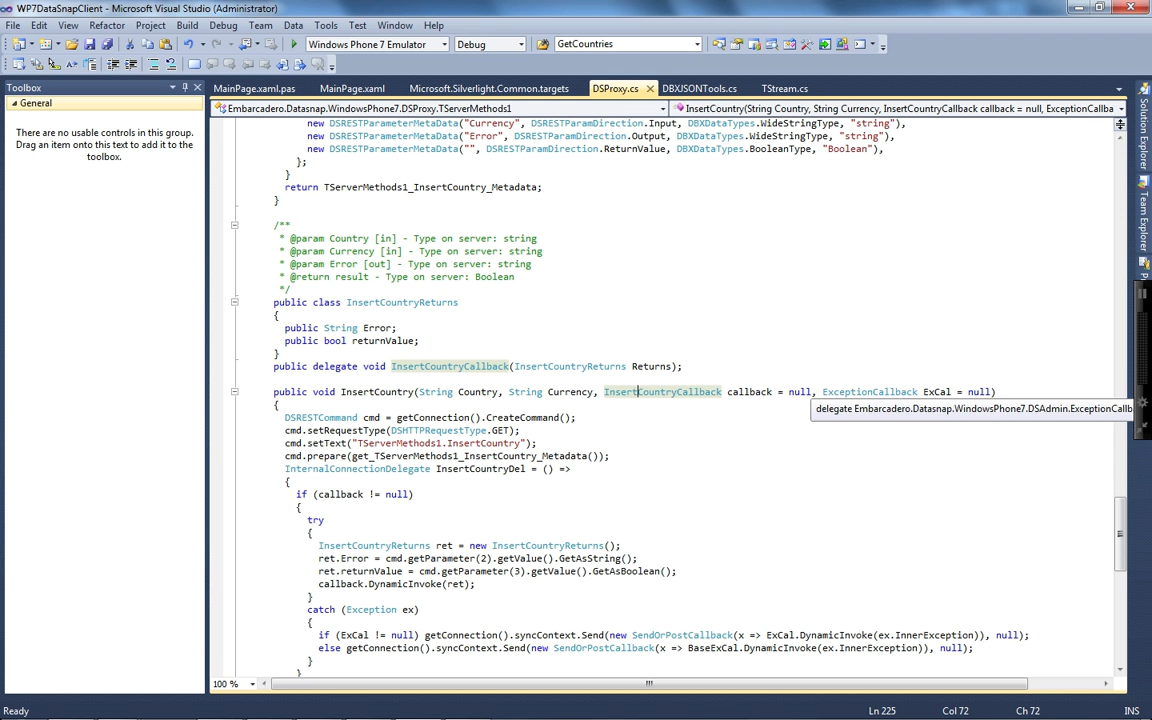 WP7DataSnapClient - Microsoft Visual Studio (Administrator)
File Edit View Refactor Project Build Debug Team Data Tools Test Window Help
Windows Phone 7 Emulator Debug GetCountries
Toolbox
General
There are no usable controls in this group.
Drag an item onto this text to add it to the
toolbox.
MainPage.xaml.pas MainPage.xaml Microsoft.Silverlight.Common.targets DSProxy.cs DBXJSONTools.cs TStream.cs
Embarcadero.Datasnap.WindowsPhone7.DSProxy.TServerMethods1 InsertCountry(String Country, String Currency, InsertCountryCallback callback = null, ExceptionCallba
new DSRESTParameterMetaData("Currency", DSRESTParamDirection.Input, DBXDataTypes.WideStringType, "string"),
new DSRESTParameterMetaData("Error", DSRESTParamDirection.Output, DBXDataTypes.WideStringType, "string"),
new DSRESTParameterMetaData("", DSRESTParamDirection.ReturnValue, DBXDataTypes.BooleanType, "Boolean"),
};
}
return TServerMethods1_InsertCountry_Metadata;
}
/**
* @param Country [in] - Type on server: string
* @param Currency [in] - Type on server: string
* @param Error [out] - Type on server: string
* @return result - Type on server: Boolean
*/
public class InsertCountryReturns
{
public String Error;
public bool returnValue;
}
public delegate void InsertCountryCallback(InsertCountryReturns Returns);
public void InsertCountry(String Country, String Currency, InsertCountryCallback callback = null, ExceptionCallback ExCal = null)
delegate Embarcadero.Datasnap.WindowsPhone7.DSAdmin.ExceptionCallb
{
DSRESTCommand cmd = getConnection().CreateCommand();
cmd.setRequestType(DSHTTPRequestType.GET);
cmd.setText("TServerMethods1.InsertCountry");
cmd.prepare(get_TServerMethods1_InsertCountry_Metadata());
InternalConnectionDelegate InsertCountryDel = () =>
{
if (callback != null)
{
try
{
InsertCountryReturns ret = new InsertCountryReturns();
ret.Error = cmd.getParameter(2).getValue().GetAsString();
ret.returnValue = cmd.getParameter(3).getValue().GetAsBoolean();
callback.DynamicInvoke(ret);
}
catch (Exception ex)
{
if (ExCal != null) getConnection().syncContext.Send(new SendOrPostCallback(x => ExCal.DynamicInvoke(ex.InnerException)), null);
else getConnection().syncContext.Send(new SendOrPostCallback(x => BaseExCal.DynamicInvoke(ex.InnerException)), null);
}
}
100 %
Solution Explorer
Team Explorer
Ready Ln 225 Col 72 Ch 72 INS